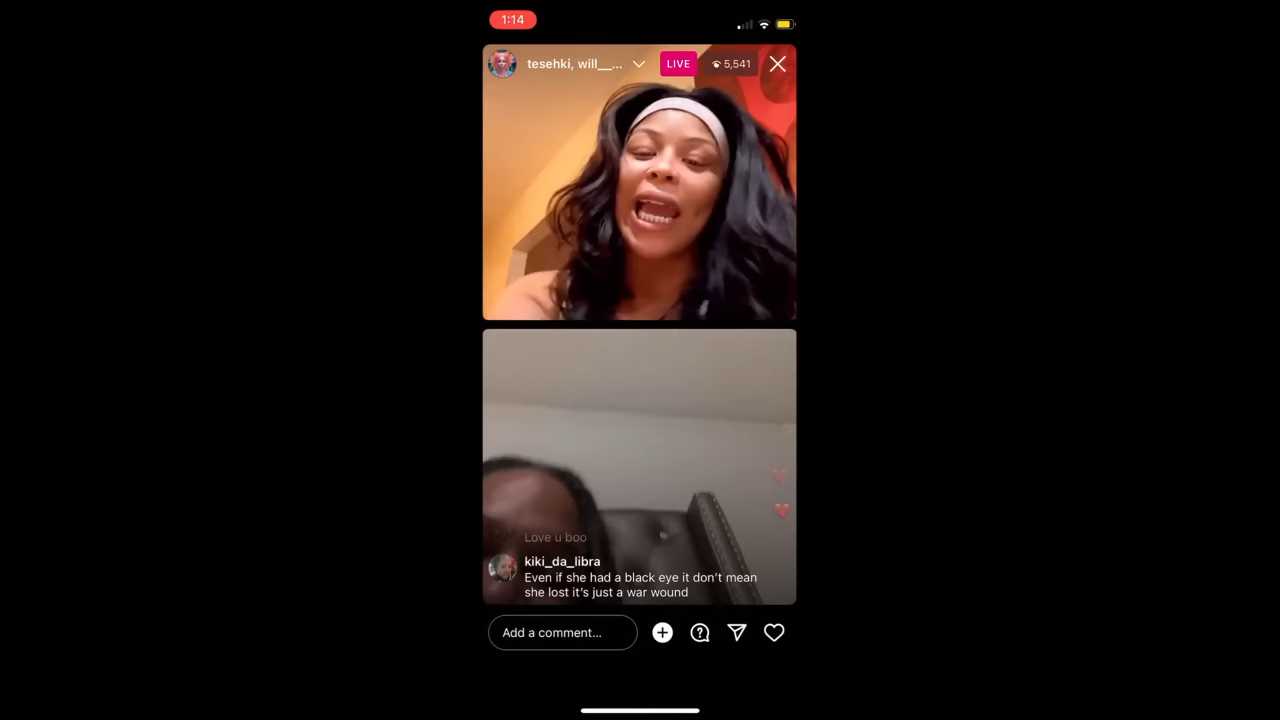 1:14
tesehki, will__...
LIVE
5,541
Love u boo
kiki_da_libra
Even if she had a black eye it don't mean
she lost it's just a war wound
Add a comment...